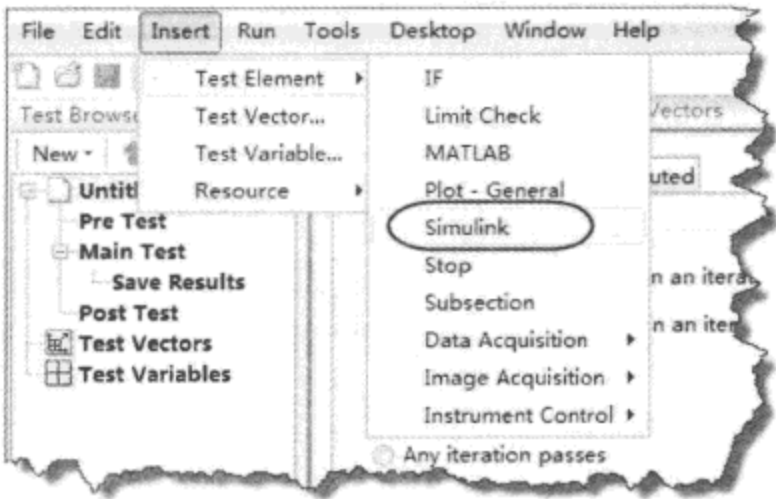 File Edit Insert Run Tools Desktop Window Help
Test Element
Test Vector...
Test Variable...
Resource
IF
Limit Check
MATLAB
Plot - General
Simulink
Stop
Subsection
Data Acquisition
Image Acquisition
Instrument Control
Test Browse
New
Untitl
Pre Test
Main Test
Save Results
Post Test
Test Vectors
Test Variables
Vectors
uted
n an itera
n an iter
Any iteration passes